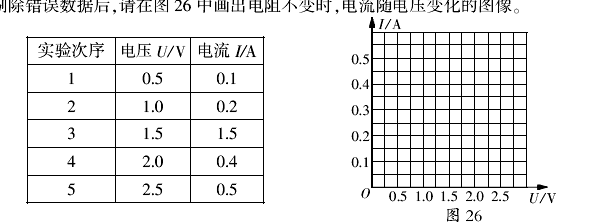 剔除错误数据后,请在图 26 中画出电阻不变时,电流随电压变化的图像。
实验次序 电压 U/V 电流 I/A
1 0.5 0.1
2 1.0 0.2
3 1.5 1.5
4 2.0 0.4
5 2.5 0.5
I/A
0.5
0.4
0.3
0.2
0.1
O 0.5 1.0 1.5 2.0 2.5 U/V
图 26